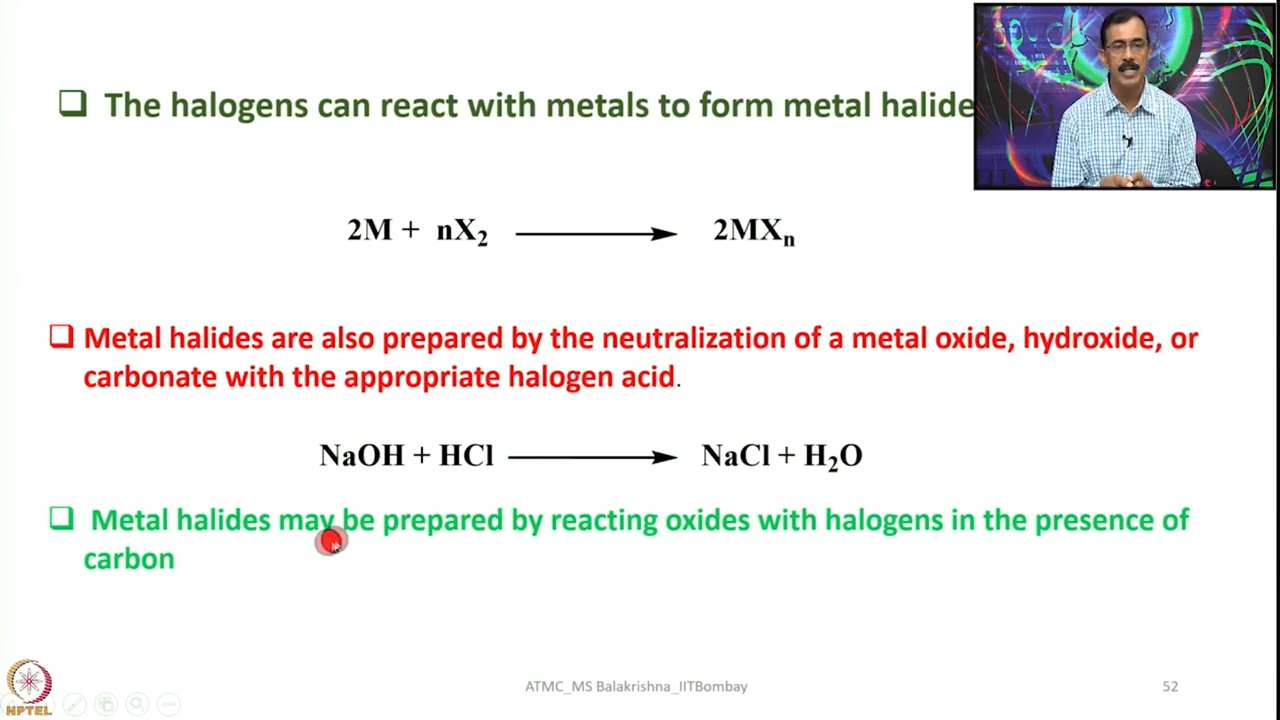 ❑ The halogens can react with metals to form metal halide
2M + nX₂ ⟶ 2MXₙ
❑ Metal halides are also prepared by the neutralization of a metal oxide, hydroxide, or
carbonate with the appropriate halogen acid.
NaOH + HCl ⟶ NaCl + H₂O
❑ Metal halides may be prepared by reacting oxides with halogens in the presence of
carbon
NPTEL
ATMC_MS Balakrishna_IITBombay
52